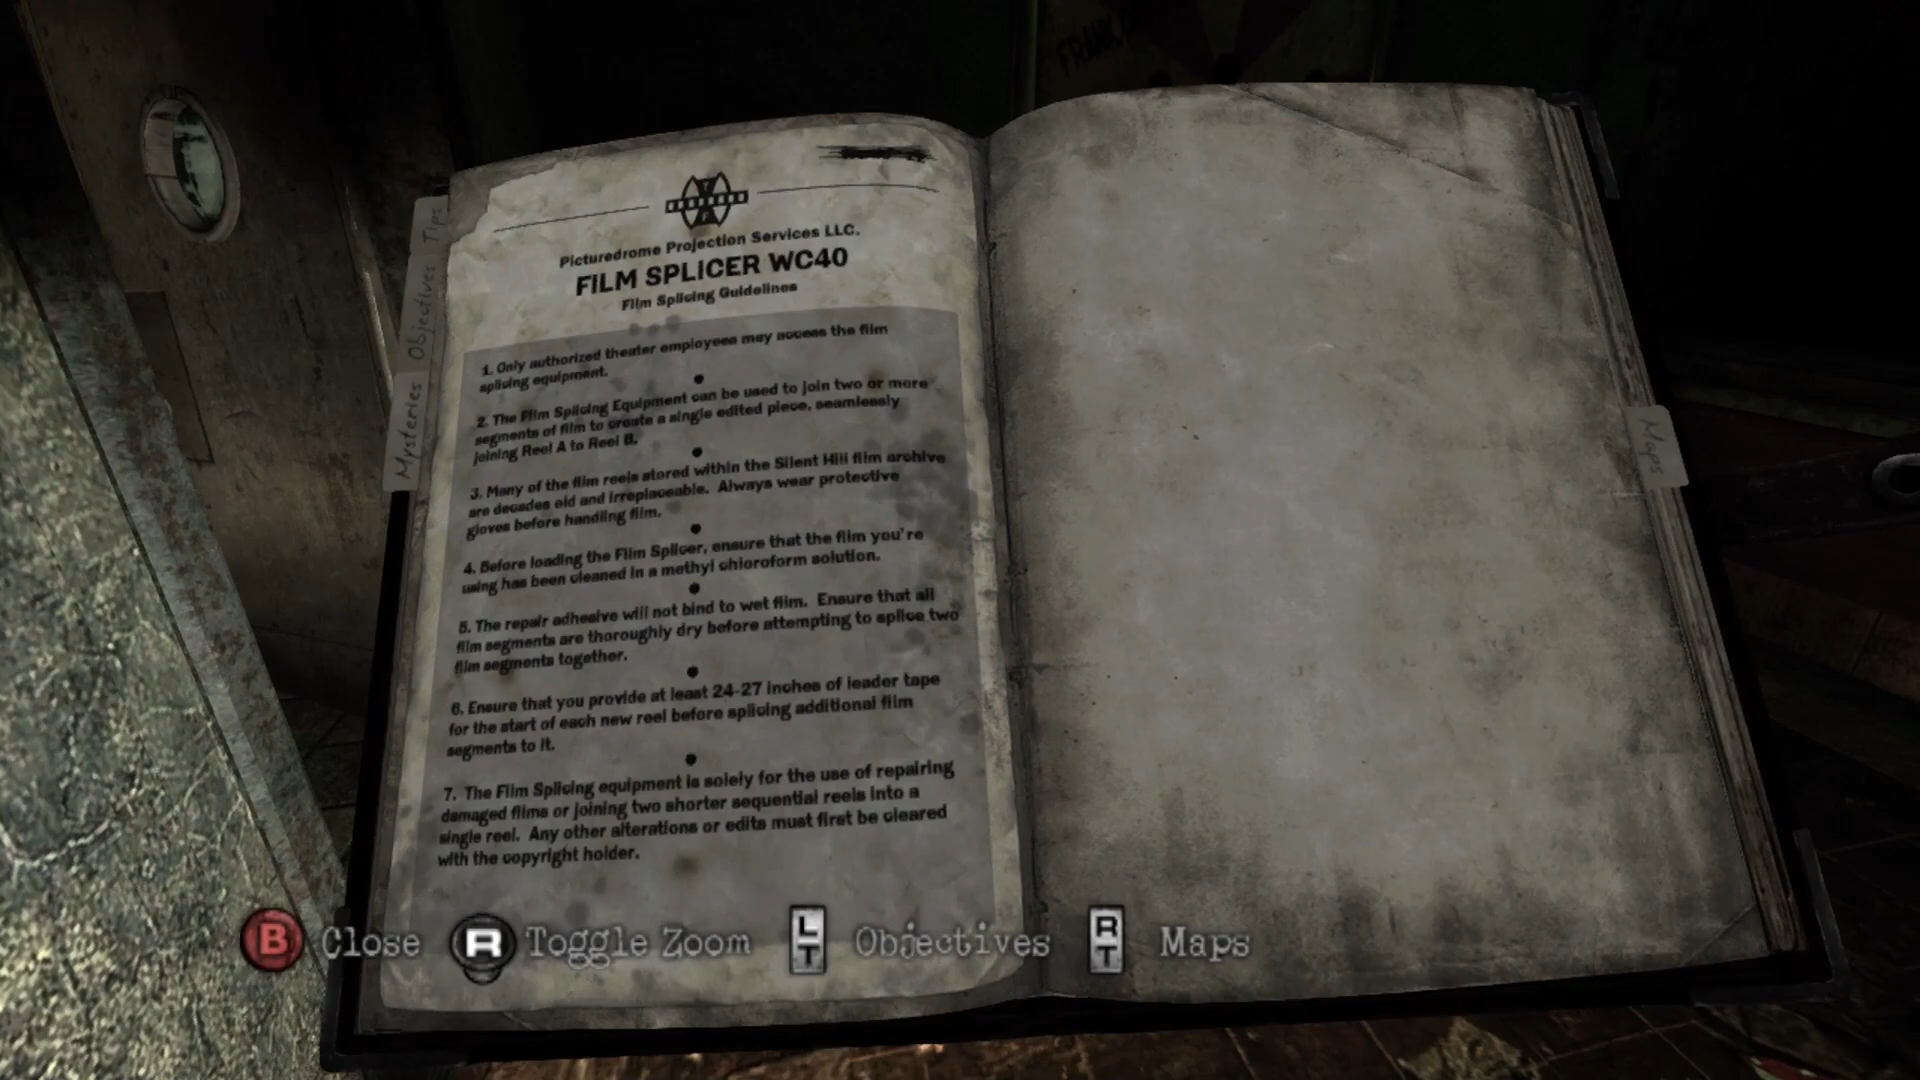 FRANK
Tips
Objectives
Mysteries
Picturedrome Projection Services LLC.
FILM SPLICER WC40
Film Splicing Guidelines
1. Only authorized theater employees may access the film
splicing equipment.
2. The Film Splicing Equipment can be used to join two or more
segments of film to create a single edited piece, seamlessly
joining Reel A to Reel B.
3. Many of the film reels stored within the Silent Hill film archive
are decades old and irreplaceable. Always wear protective
gloves before handling film.
4. Before loading the Film Splicer, ensure that the film you're
using has been cleaned in a methyl chloroform solution.
5. The repair adhesive will not bind to wet film. Ensure that all
film segments are thoroughly dry before attempting to splice two
film segments together.
6. Ensure that you provide at least 24-27 inches of leader tape
for the start of each new reel before splicing additional film
segments to it.
7. The Film Splicing equipment is solely for the use of repairing
damaged films or joining two shorter sequential reels into a
single reel. Any other alterations or edits must first be cleared
with the copyright holder.
Maps
B Close R Toggle Zoom LT Objectives RT Maps